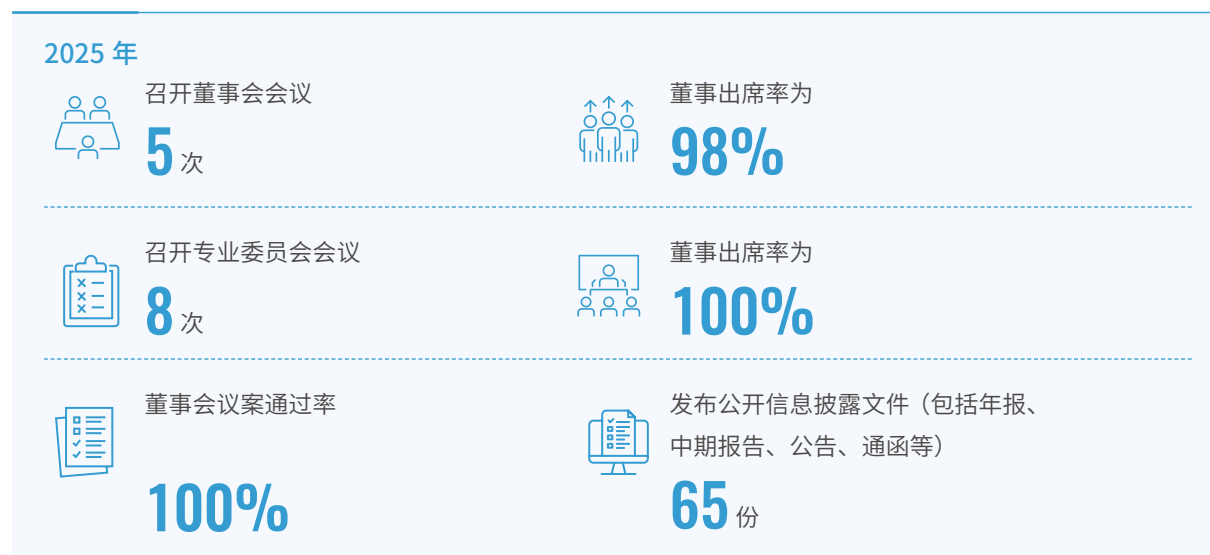 2025 年
召开董事会会议
5 次
董事出席率为
98%
召开专业委员会会议
8 次
董事出席率为
100%
董事会议案通过率
100%
发布公开信息披露文件（包括年报、
中期报告、公告、通函等）
65 份